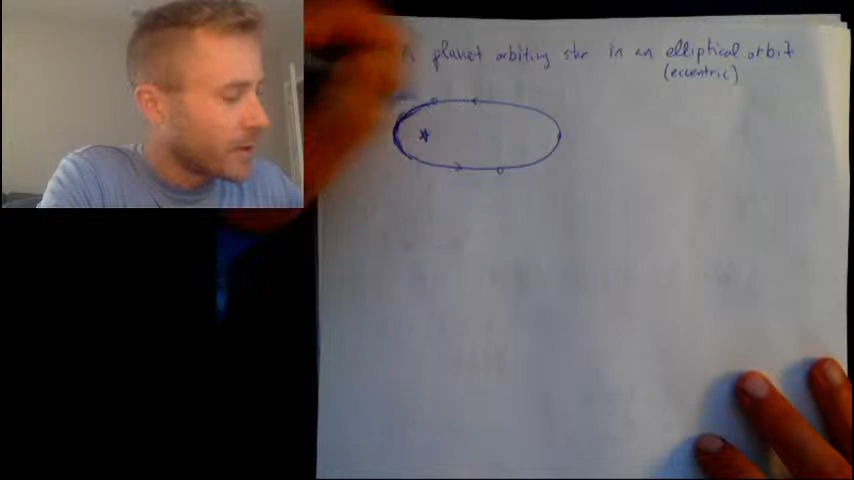 planet orbiting star in an elliptical orbit
(eccentric)